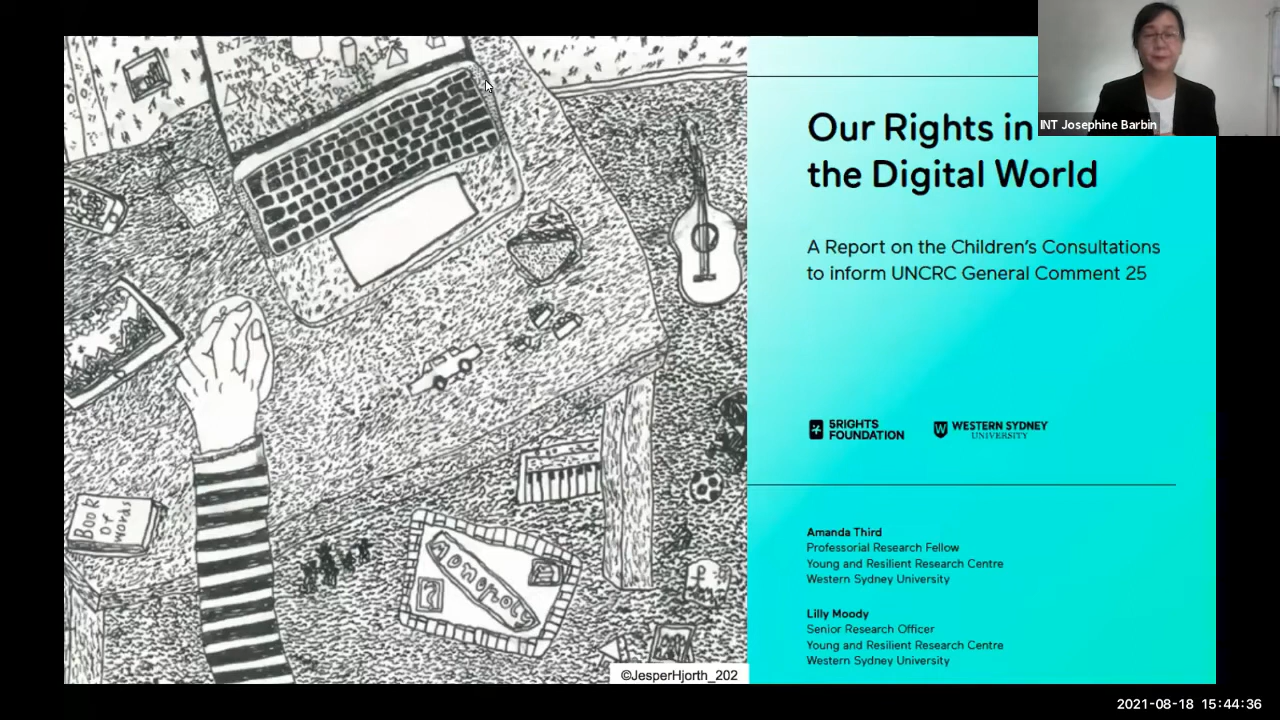 8x7=
Triangl
Book
of
words
Monopoly
?
Our Rights in
the Digital World
A Report on the Children's Consultations
to inform UNCRC General Comment 25
5RIGHTS
FOUNDATION
WESTERN SYDNEY
UNIVERSITY
Amanda Third
Professorial Research Fellow
Young and Resilient Research Centre
Western Sydney University
Lilly Moody
Senior Research Officer
Young and Resilient Research Centre
Western Sydney University
©JesperHjorth_202
INT Josephine Barbin
2021-08-18 15:44:36